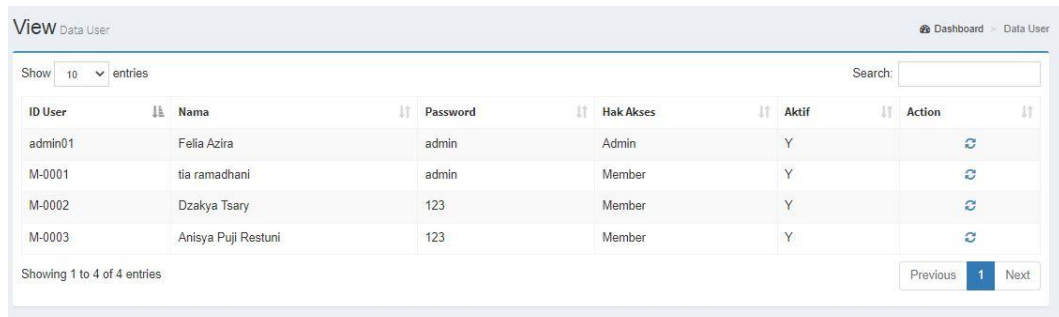 View Data User
Dashboard > Data User
Show 10 entries
Search:
ID User Nama Password Hak Akses Aktif Action
admin01 Felia Azira admin Admin Y
M-0001 tia ramadhani admin Member Y
M-0002 Dzakya Tsary 123 Member Y
M-0003 Anisya Puji Restuni 123 Member Y
Showing 1 to 4 of 4 entries
Previous 1 Next